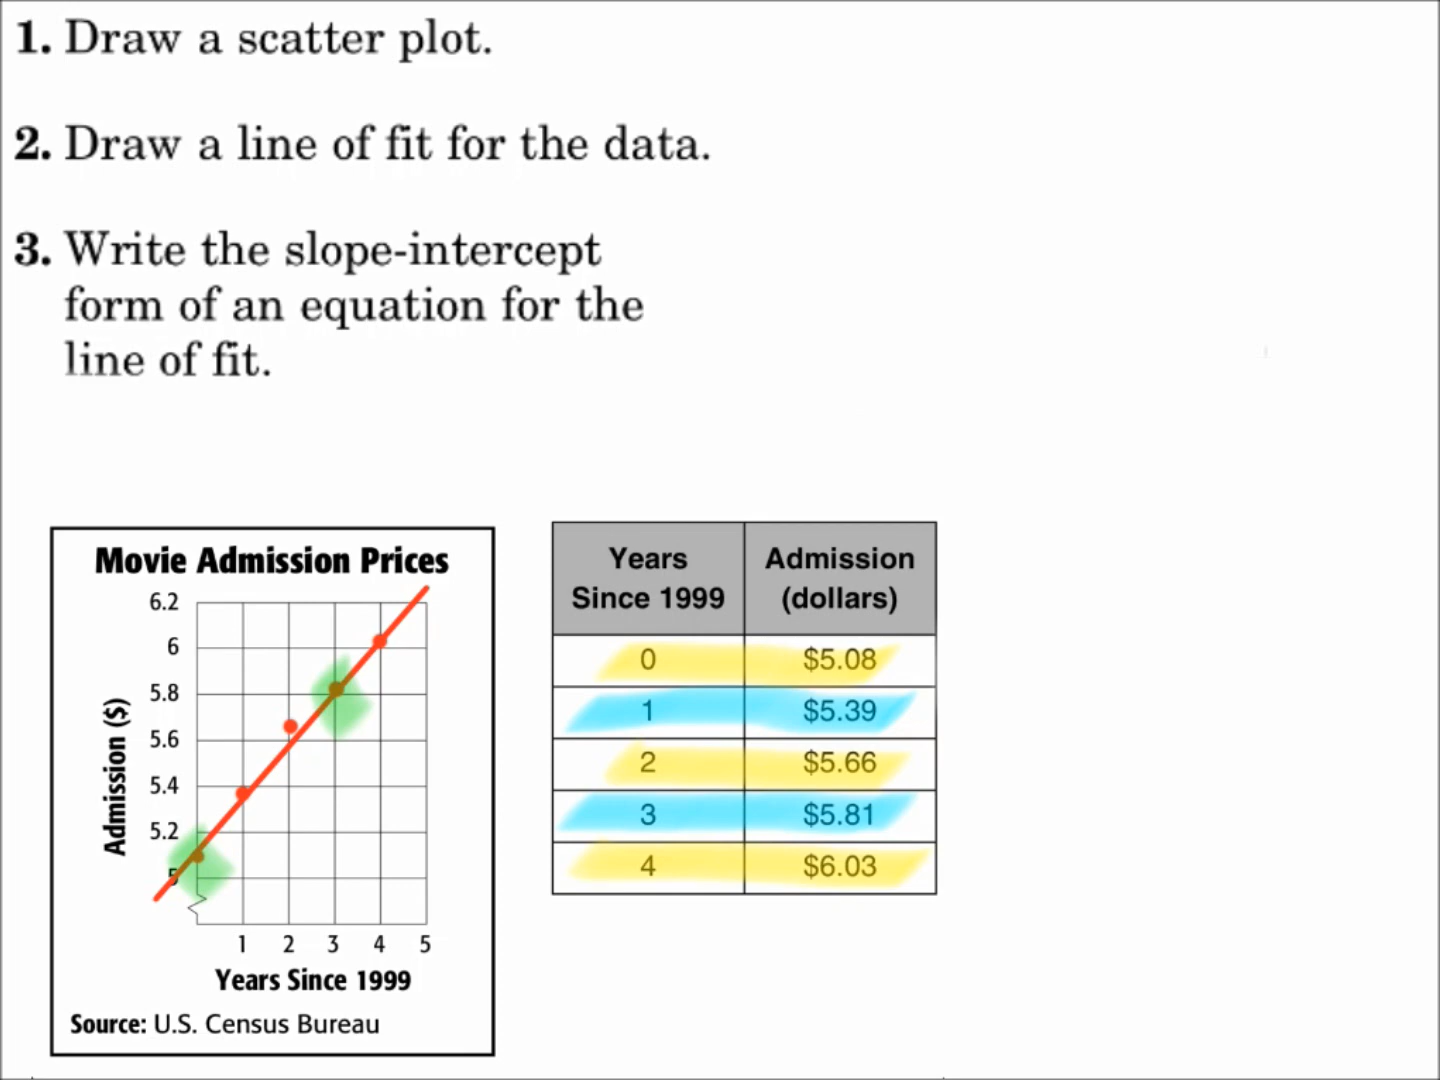 1. Draw a scatter plot.
2. Draw a line of fit for the data.
3. Write the slope-intercept
form of an equation for the
line of fit.
Movie Admission Prices
6.2
6
5.8
5.6
5.4
5.2
5
Admission ($)
1 2 3 4 5
Years Since 1999
Source: U.S. Census Bureau
Years Since 1999 Admission (dollars)
0 $5.08
1 $5.39
2 $5.66
3 $5.81
4 $6.03